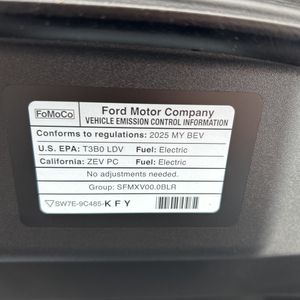 FoMoCo
Ford Motor Company
VEHICLE EMISSION CONTROL INFORMATION
Conforms to regulations: 2025 MY BEV
U.S. EPA: T3B0 LDV Fuel: Electric
California: ZEV PC Fuel: Electric
No adjustments needed.
Group: SFMXV00.0BLR
SW7E-9C485-KFY